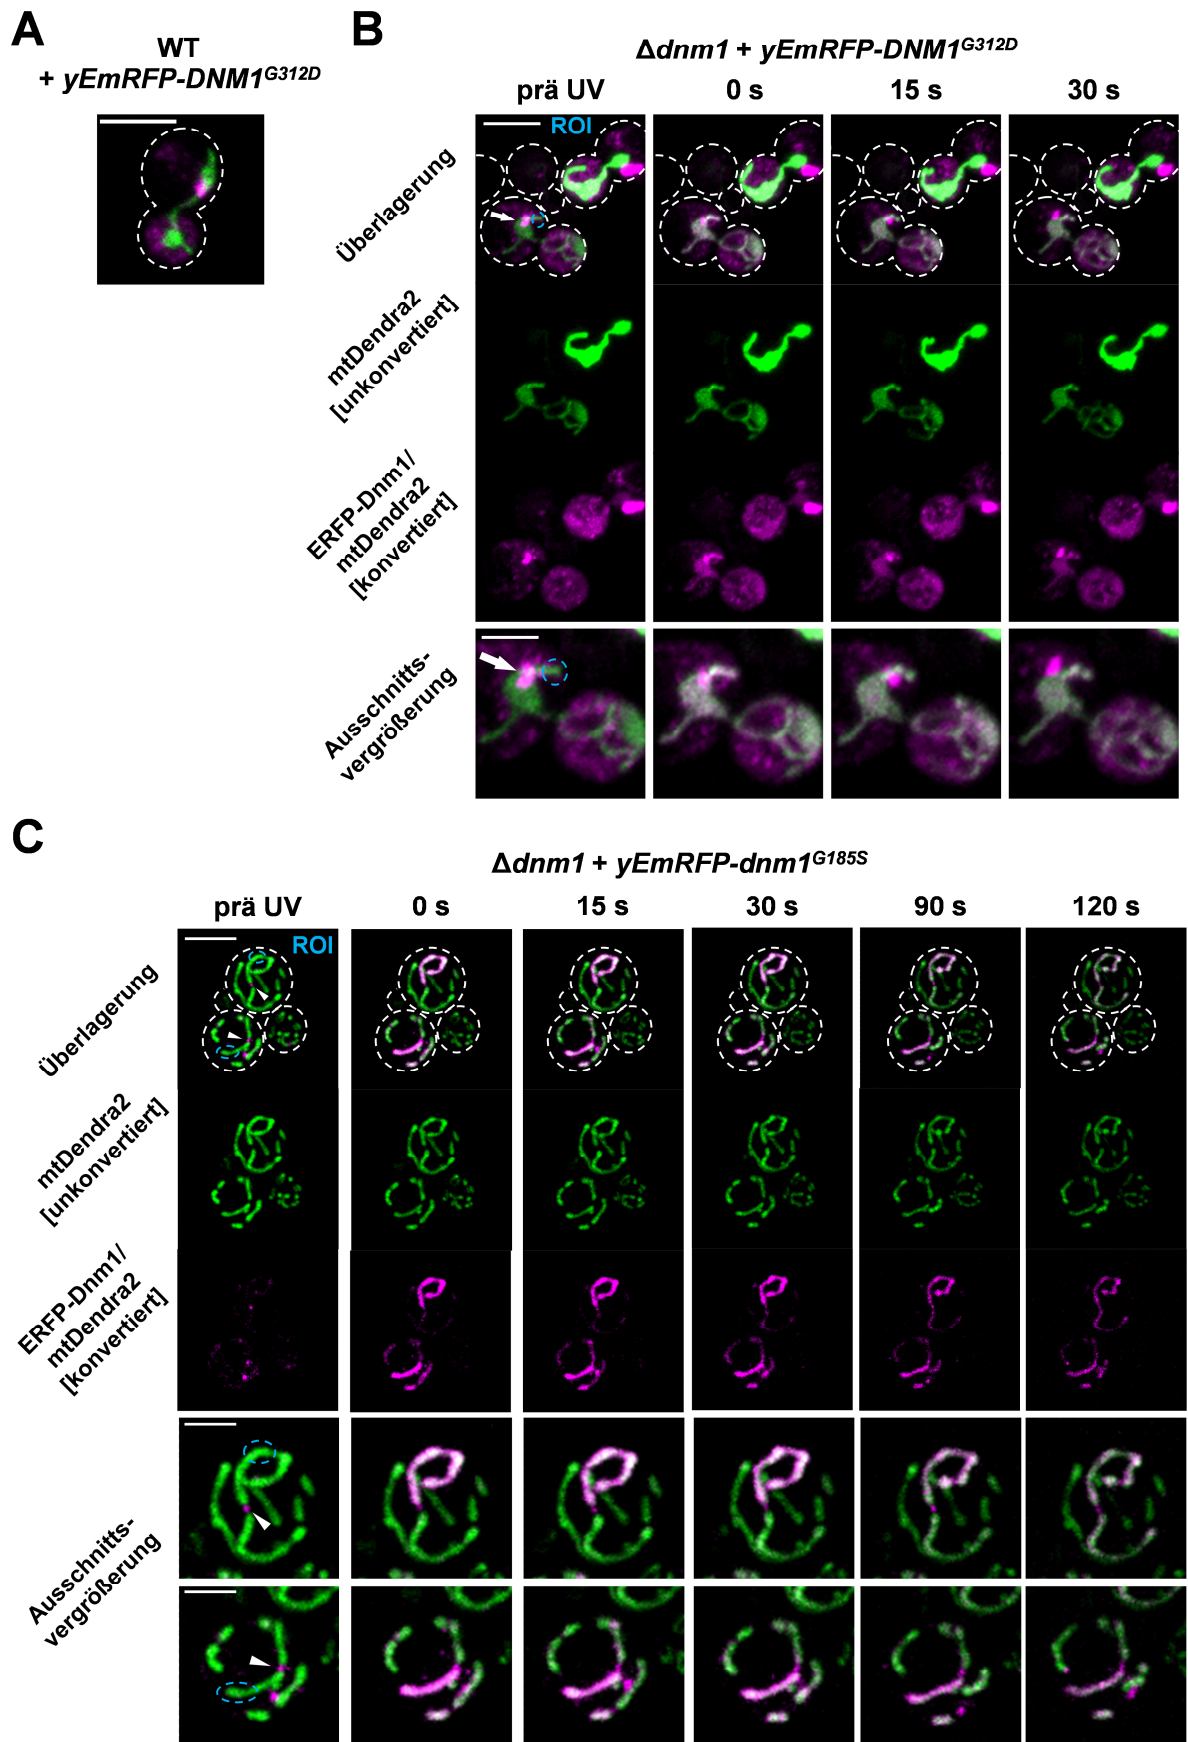 A
WT
+ yEmRFP-DNM1G312D
B
Δdnm1 + yEmRFP-DNM1G312D
prä UV
0 s
15 s
30 s
ROI
Überlagerung
mtDendra2
[unkonvertiert]
ERFP-Dnm1/
mtDendra2
[konvertiert]
Ausschnitts-
vergrößerung
C
Δdnm1 + yEmRFP-dnm1G185S
prä UV
0 s
15 s
30 s
90 s
120 s
ROI
Überlagerung
mtDendra2
[unkonvertiert]
ERFP-Dnm1/
mtDendra2
[konvertiert]
Ausschnitts-
vergrößerung